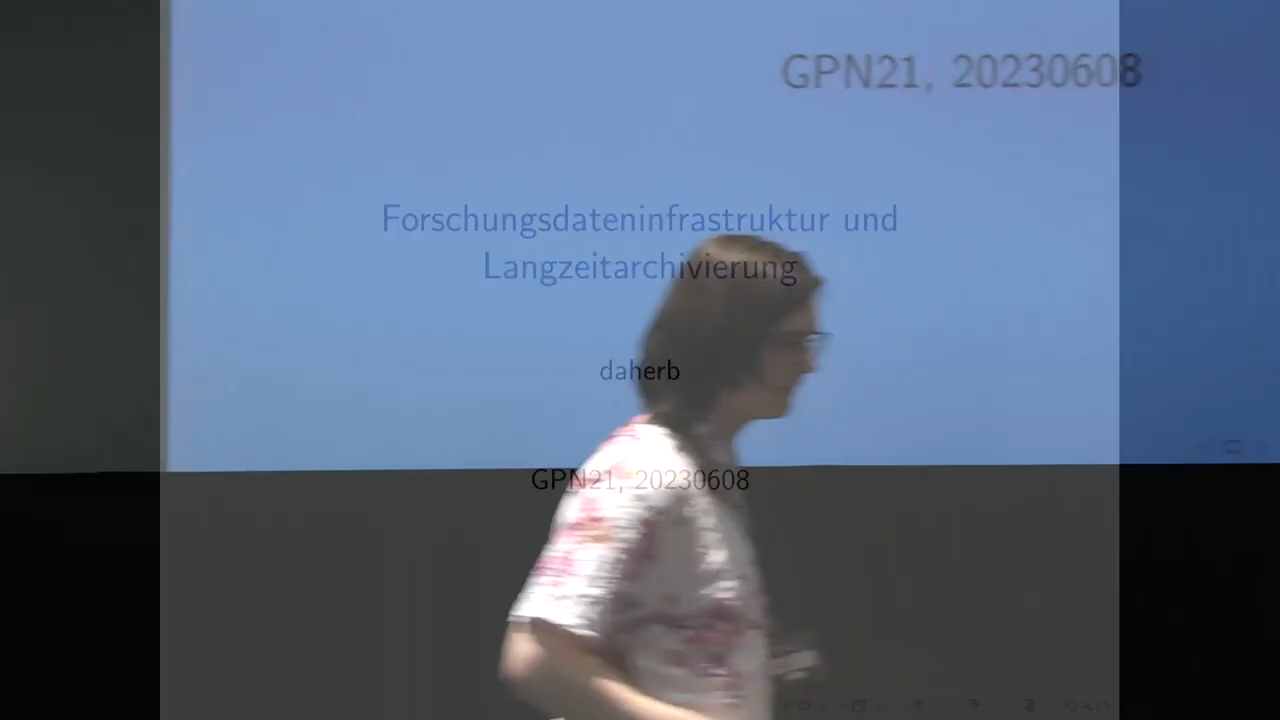 GPN21, 20230608
Forschungsdateninfrastruktur und
Langzeitarchivierung
daherb
GPN21, 20230608